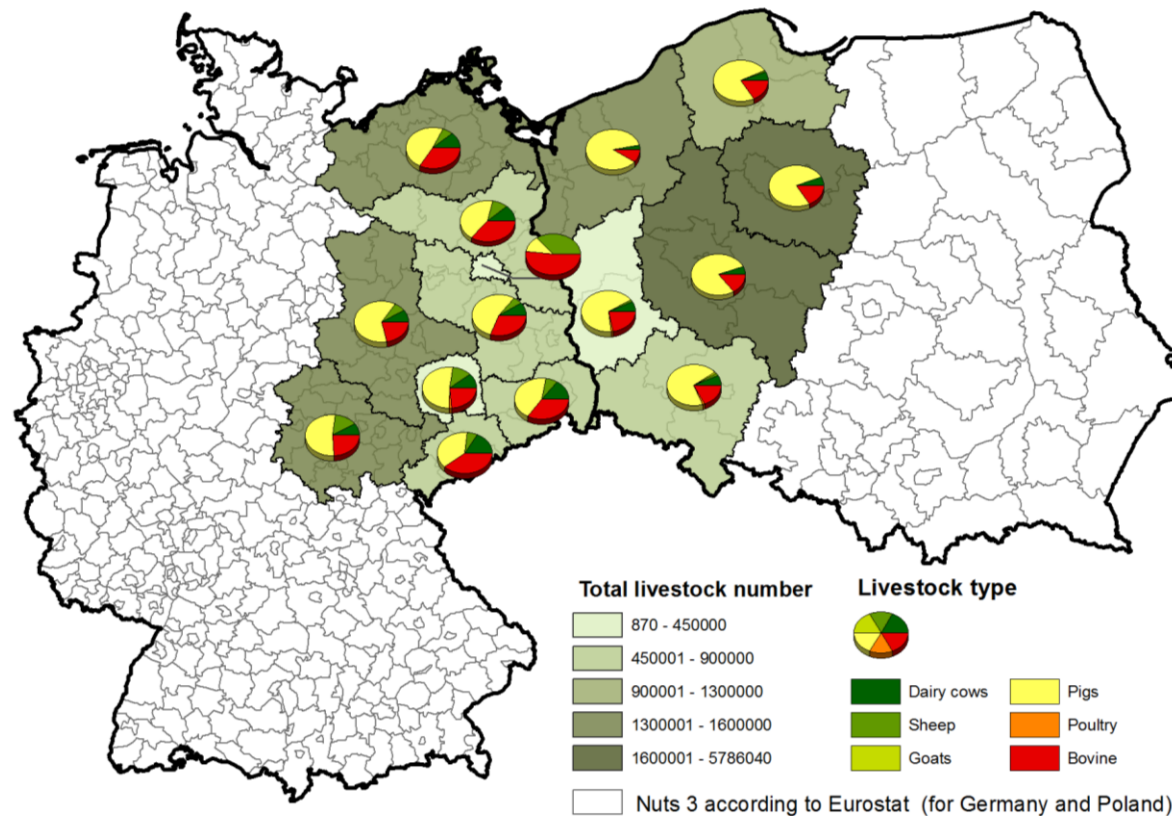 Total livestock number
870 - 450000
450001 - 900000
900001 - 1300000
1300001 - 1600000
1600001 - 5786040
Livestock type
Dairy cows
Sheep
Goats
Pigs
Poultry
Bovine
Nuts 3 according to Eurostat (for Germany and Poland)